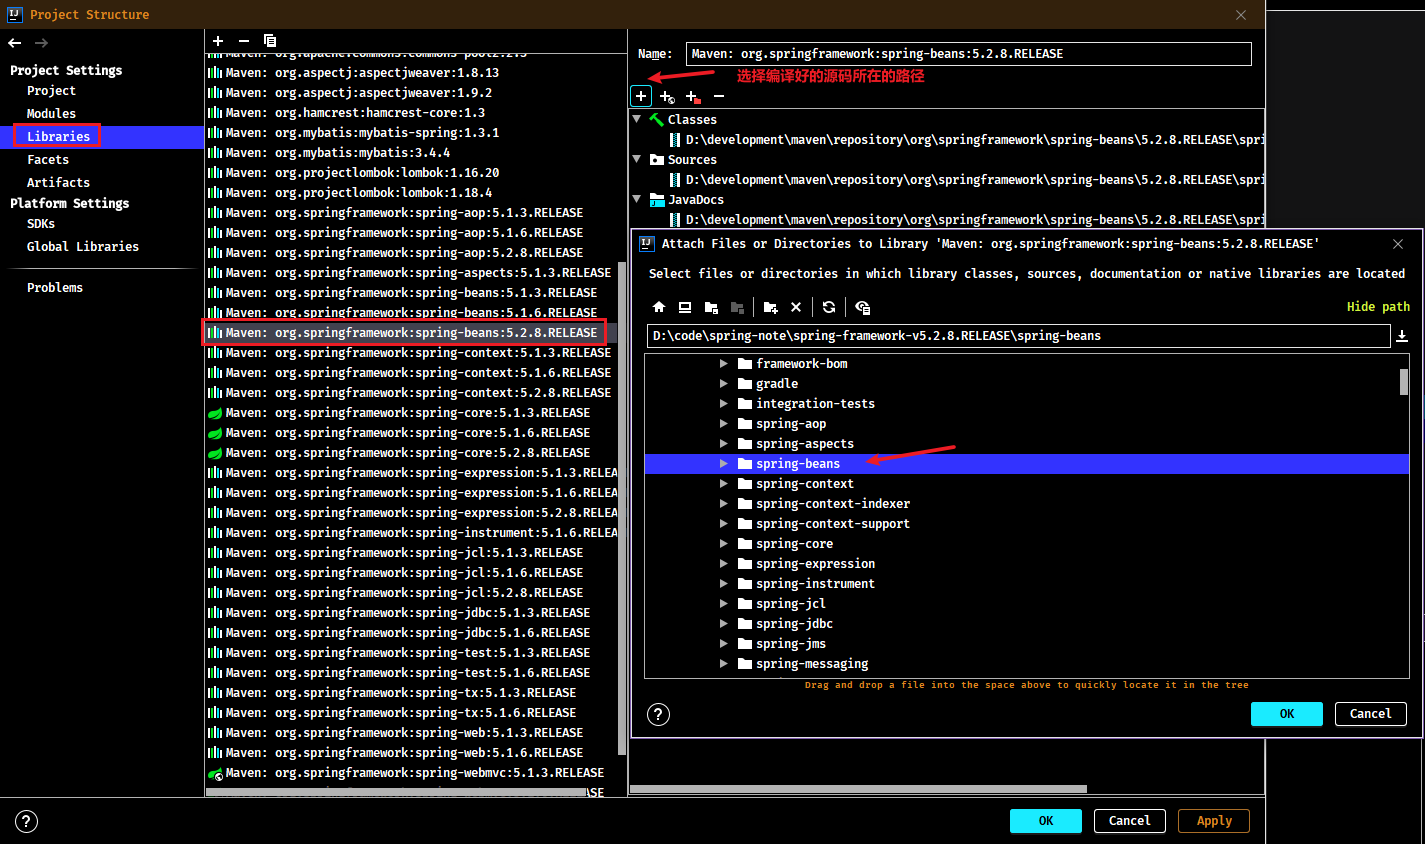 Project Structure
Project Settings
Project
Modules
Libraries
Facets
Artifacts
Platform Settings
SDKs
Global Libraries
Problems
Maven: org.apache.commons:commons-pool2:2.3
Maven: org.aspectj:aspectjweaver:1.8.13
Maven: org.aspectj:aspectjweaver:1.9.2
Maven: org.hamcrest:hamcrest-core:1.3
Maven: org.mybatis:mybatis-spring:1.3.1
Maven: org.mybatis:mybatis:3.4.4
Maven: org.projectlombok:lombok:1.16.20
Maven: org.projectlombok:lombok:1.18.4
Maven: org.springframework:spring-aop:5.1.3.RELEASE
Maven: org.springframework:spring-aop:5.1.6.RELEASE
Maven: org.springframework:spring-aop:5.2.8.RELEASE
Maven: org.springframework:spring-aspects:5.1.3.RELEASE
Maven: org.springframework:spring-beans:5.1.3.RELEASE
Maven: org.springframework:spring-beans:5.1.6.RELEASE
Maven: org.springframework:spring-beans:5.2.8.RELEASE
Maven: org.springframework:spring-context:5.1.3.RELEASE
Maven: org.springframework:spring-context:5.1.6.RELEASE
Maven: org.springframework:spring-context:5.2.8.RELEASE
Maven: org.springframework:spring-core:5.1.3.RELEASE
Maven: org.springframework:spring-core:5.1.6.RELEASE
Maven: org.springframework:spring-core:5.2.8.RELEASE
Maven: org.springframework:spring-expression:5.1.3.RELEA
Maven: org.springframework:spring-expression:5.1.6.RELEA
Maven: org.springframework:spring-expression:5.2.8.RELEA
Maven: org.springframework:spring-instrument:5.1.6.RELEA
Maven: org.springframework:spring-jcl:5.1.3.RELEASE
Maven: org.springframework:spring-jcl:5.1.6.RELEASE
Maven: org.springframework:spring-jcl:5.2.8.RELEASE
Maven: org.springframework:spring-jdbc:5.1.3.RELEASE
Maven: org.springframework:spring-jdbc:5.1.6.RELEASE
Maven: org.springframework:spring-test:5.1.3.RELEASE
Maven: org.springframework:spring-test:5.1.6.RELEASE
Maven: org.springframework:spring-tx:5.1.3.RELEASE
Maven: org.springframework:spring-tx:5.1.6.RELEASE
Maven: org.springframework:spring-web:5.1.3.RELEASE
Maven: org.springframework:spring-web:5.1.6.RELEASE
Maven: org.springframework:spring-webmvc:5.1.3.RELEASE
Name: Maven: org.springframework:spring-beans:5.2.8.RELEASE
选择编译好的源码所在的路径
Classes
D:\development\maven\repository\org\springframework\spring-beans\5.2.8.RELEASE\spri
Sources
D:\development\maven\repository\org\springframework\spring-beans\5.2.8.RELEASE\spri
JavaDocs
D:\development\maven\repository\org\springframework\spring-beans\5.2.8.RELEASE\spri
Attach Files or Directories to Library 'Maven: org.springframework:spring-beans:5.2.8.RELEASE'
Select files or directories in which library classes, sources, documentation or native libraries are located
Hide path
D:\code\spring-note\spring-framework-v5.2.8.RELEASE\spring-beans
framework-bom
gradle
integration-tests
spring-aop
spring-aspects
spring-beans
spring-context
spring-context-indexer
spring-context-support
spring-core
spring-expression
spring-instrument
spring-jcl
spring-jdbc
spring-jms
spring-messaging
Drag and drop a file into the space above to quickly locate it in the tree
? OK Cancel
? OK Cancel Apply